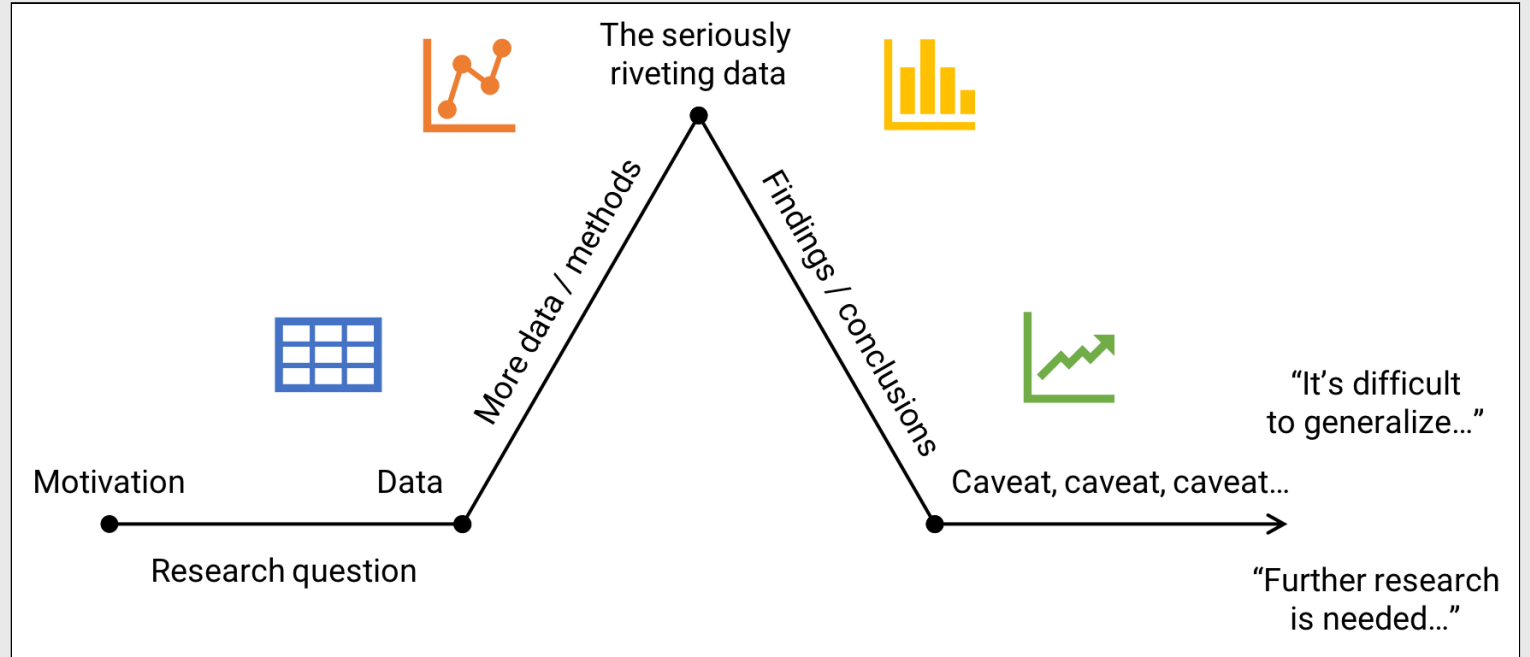 The seriously
riveting data
More data / methods
Findings / conclusions
“It’s difficult
to generalize…”
Motivation
Data
Caveat, caveat, caveat…
Research question
“Further research
is needed…”